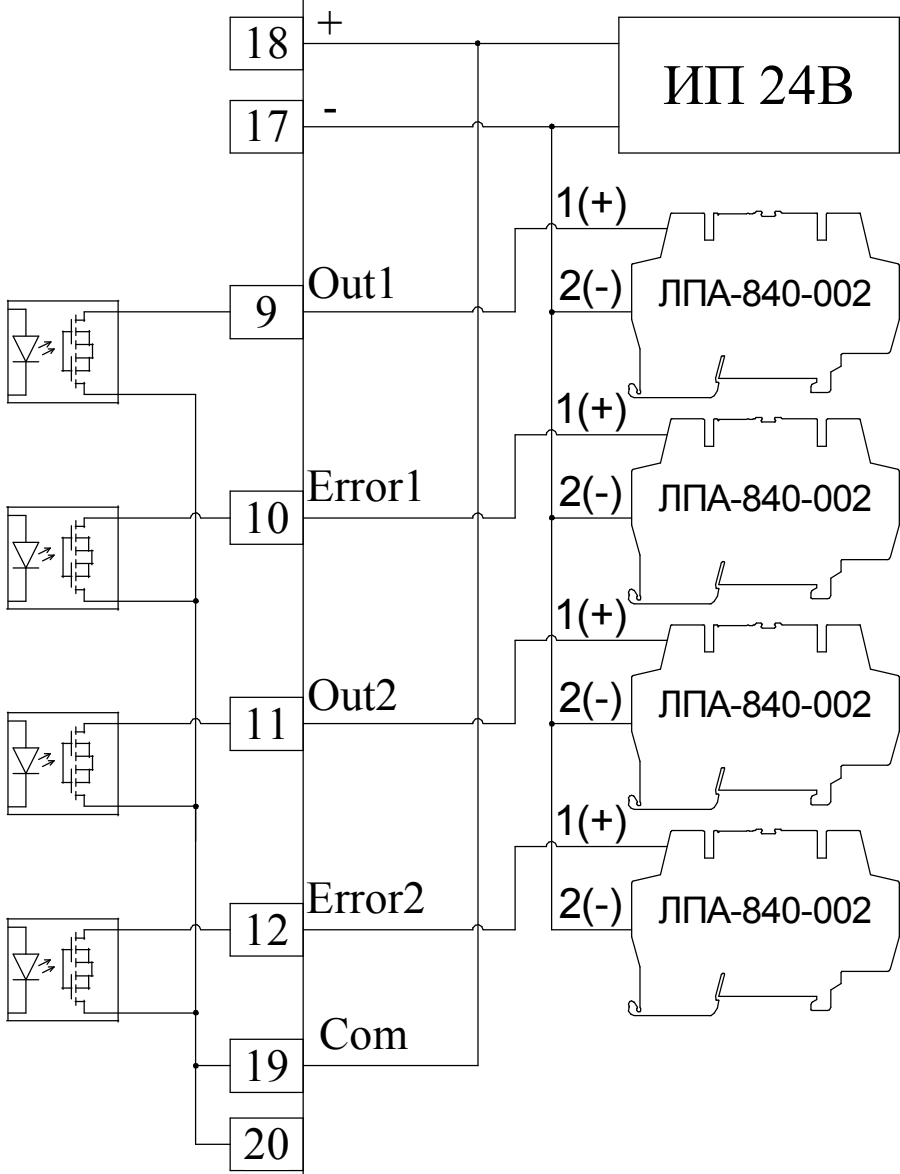 18 +
ИП 24В
17 -
1(+)
Out1
9
2(-) ЛПА-840-002
1(+)
Error1
10
2(-) ЛПА-840-002
1(+)
Out2
11
2(-) ЛПА-840-002
1(+)
Error2
12
2(-) ЛПА-840-002
Com
19
20